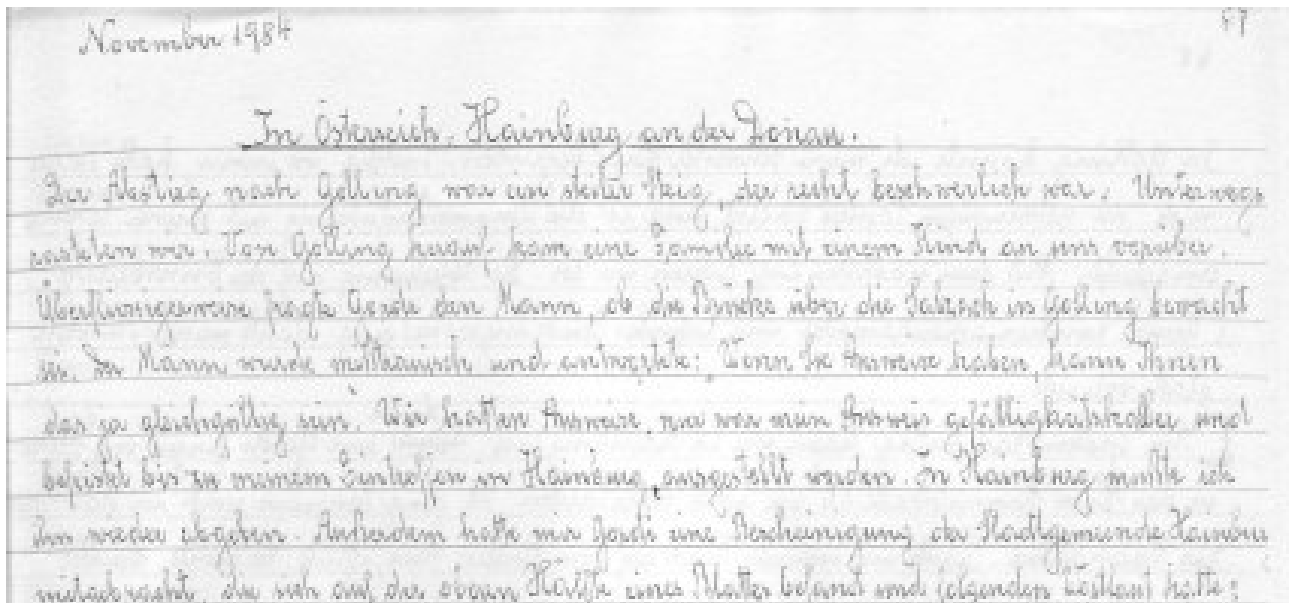 November 1984
In Österreich, Hainburg an der Donau.
Der Abstieg nach Golling war ein steiler Steig, der recht beschwerlich war. Unterwegs
rasteten wir. Von Golling herauf kam eine Familie mit einem Kind an uns vorüber.
Überflüssigerweise fragte Gerdi den Mann, ob die Brücke über die Salzach in Golling bewacht
sei. Der Mann wurde mißtrauisch und antwortete: „Wenn Sie Ausweise haben, kann Ihnen
das ja gleichgültig sein." Wir hatten Ausweise, nur war mein Ausweis gefälligkeitshalber und
befristet bis zu meinem Eintreffen in Hainburg, ausgestellt worden. In Hainburg mußte ich
ihn wieder abgeben. Außerdem hatte mir Gerdi eine Bescheinigung der Stadtgemeinde Hainburg
mitgebracht, die sich auf der oberen Hälfte eines Blattes befand und folgenden Wortlaut hatte: